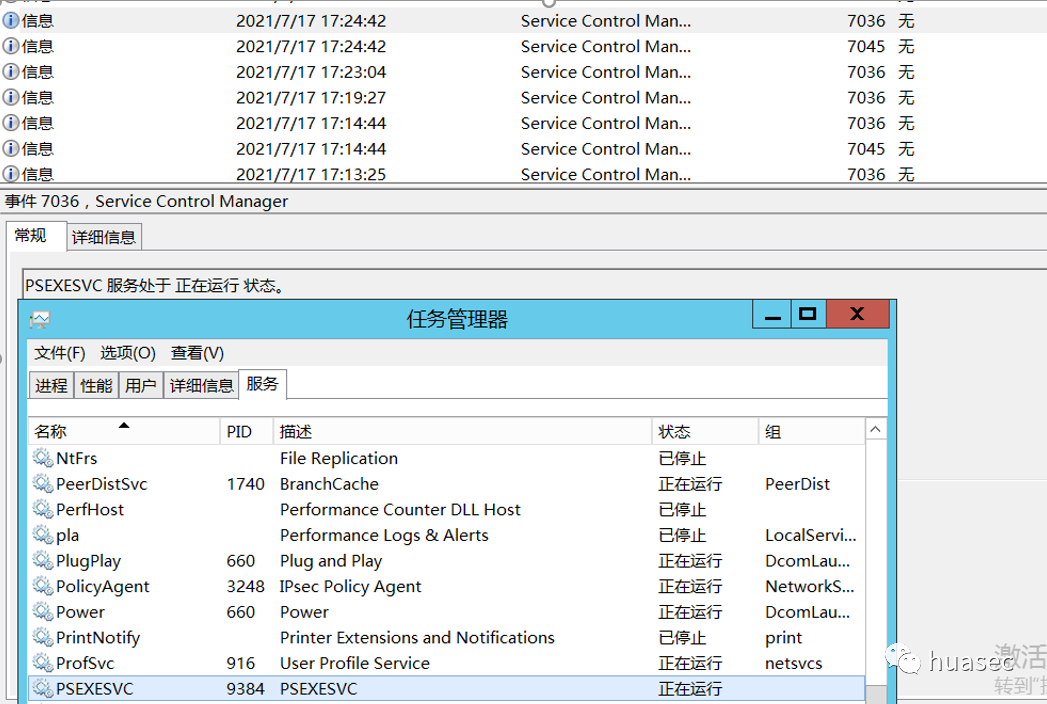 信息 2021/7/17 17:24:42 Service Control Man... 7036 无
信息 2021/7/17 17:24:42 Service Control Man... 7045 无
信息 2021/7/17 17:23:04 Service Control Man... 7036 无
信息 2021/7/17 17:19:27 Service Control Man... 7036 无
信息 2021/7/17 17:14:44 Service Control Man... 7036 无
信息 2021/7/17 17:14:44 Service Control Man... 7045 无
信息 2021/7/17 17:13:25 Service Control Man... 7036 无
事件 7036，Service Control Manager
常规 详细信息
PSEXESVC 服务处于 正在运行 状态。
任务管理器
文件(F) 选项(O) 查看(V)
进程 性能 用户 详细信息 服务
名称 PID 描述 状态 组
NtFrs File Replication 已停止
PeerDistSvc 1740 BranchCache 正在运行 PeerDist
PerfHost Performance Counter DLL Host 已停止
pla Performance Logs & Alerts 已停止 LocalServi...
PlugPlay 660 Plug and Play 正在运行 DcomLau...
PolicyAgent 3248 IPsec Policy Agent 正在运行 NetworkS...
Power 660 Power 正在运行 DcomLau...
PrintNotify Printer Extensions and Notifications 已停止 print
ProfSvc 916 User Profile Service 正在运行 netsvcs
PSEXESVC 9384 PSEXESVC 正在运行
huasec
激活
转到"